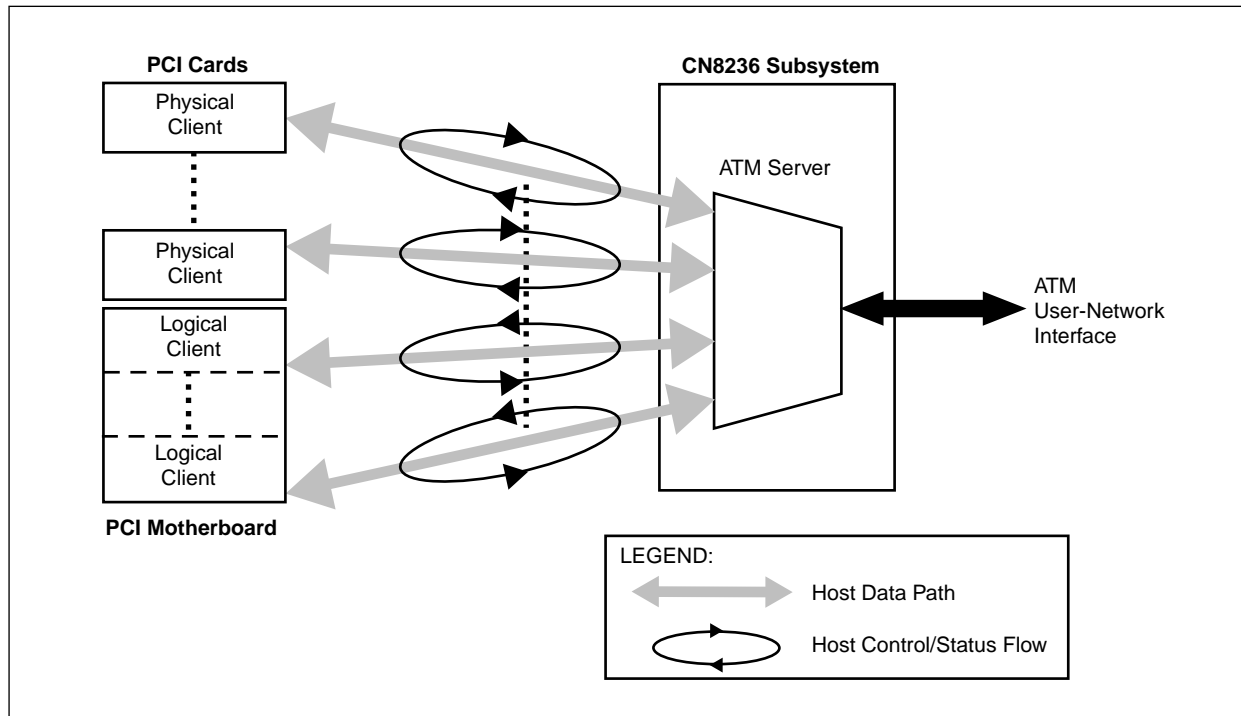 PCI Cards
Physical
Client
Physical
Client
Logical
Client
Logical
Client
PCI Motherboard
CN8236 Subsystem
ATM Server
ATM
User-Network
Interface
LEGEND:
Host Data Path
Host Control/Status Flow